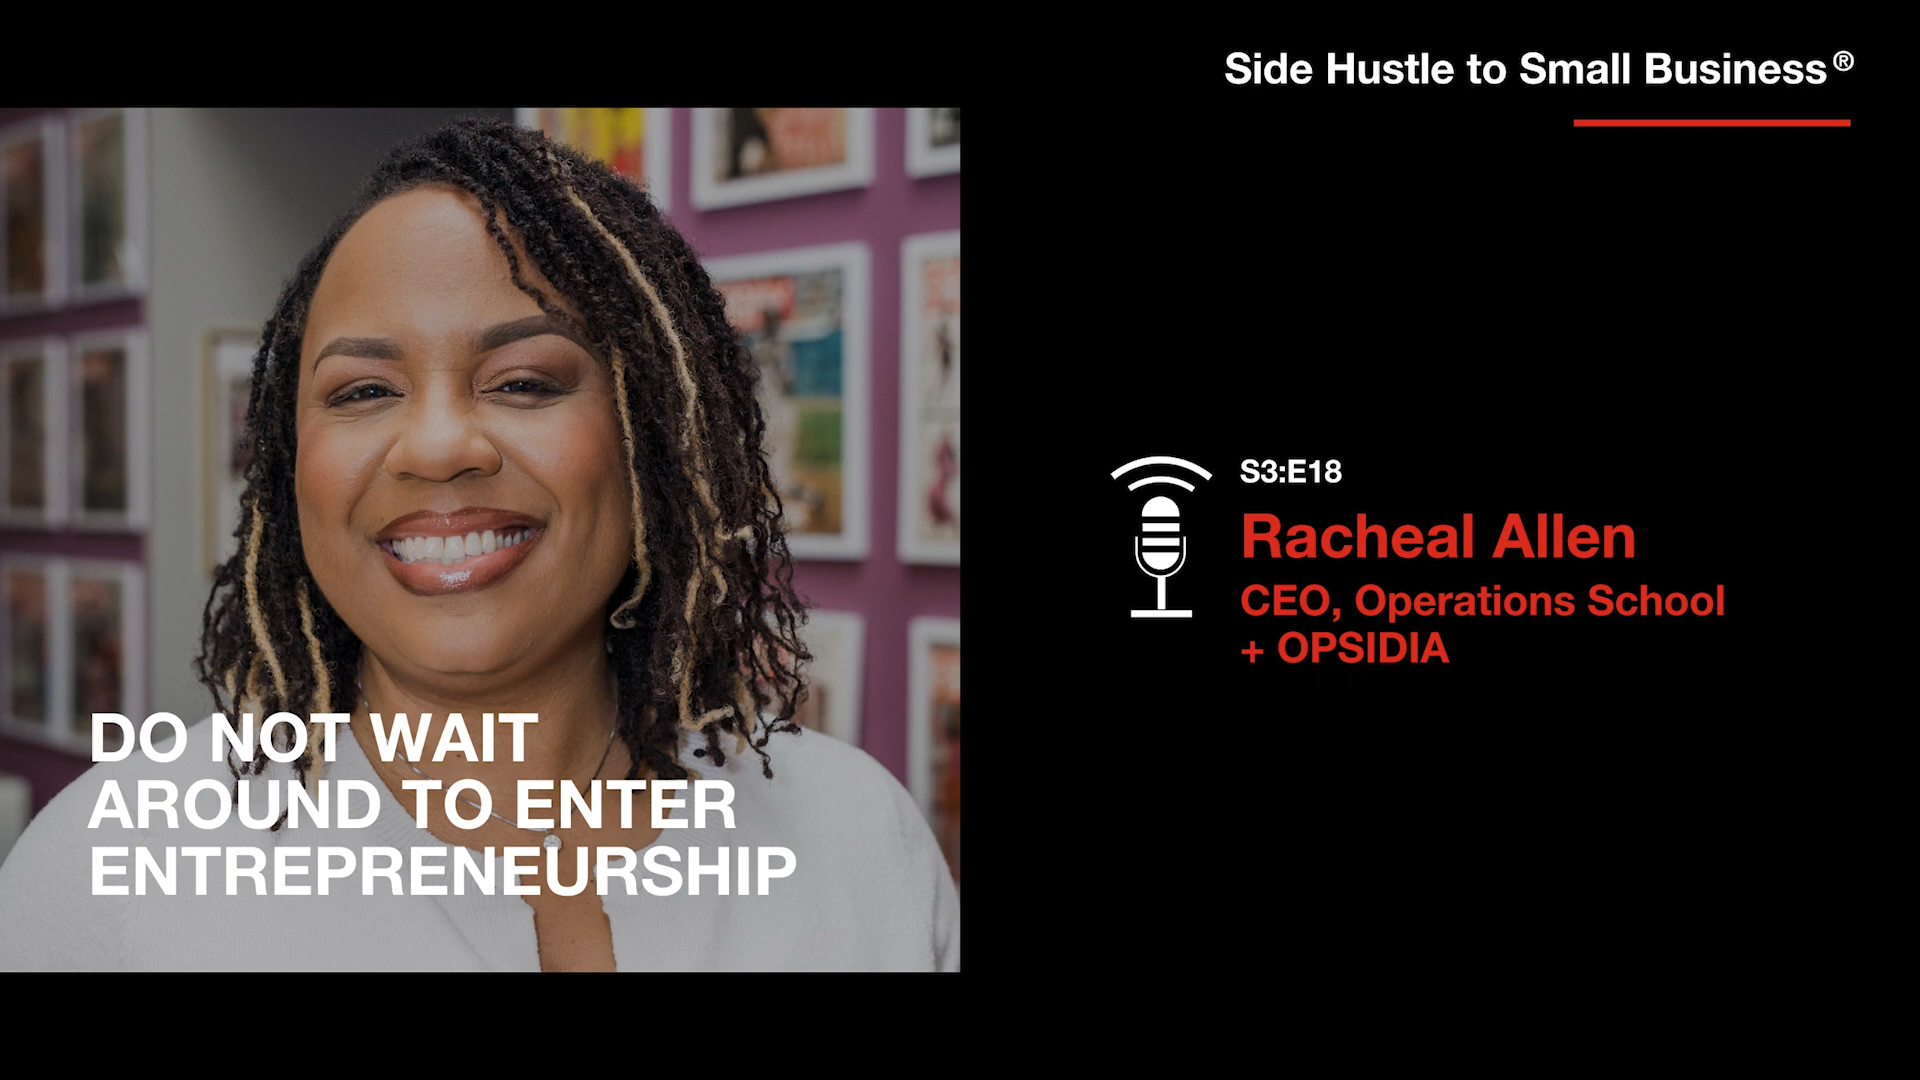 Side Hustle to Small Business®
S3:E18
Racheal Allen
CEO, Operations School
+ OPSIDIA
DO NOT WAIT
AROUND TO ENTER
ENTREPRENEURSHIP